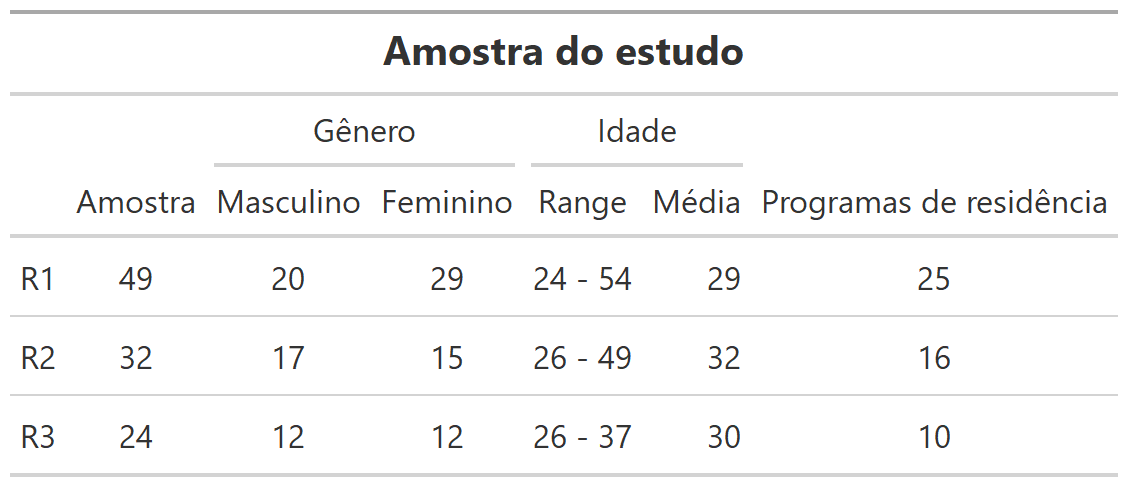 Amostra do estudo
Gênero Idade
Amostra Masculino Feminino Range Média Programas de residência
R1 49 20 29 24 - 54 29 25
R2 32 17 15 26 - 49 32 16
R3 24 12 12 26 - 37 30 10